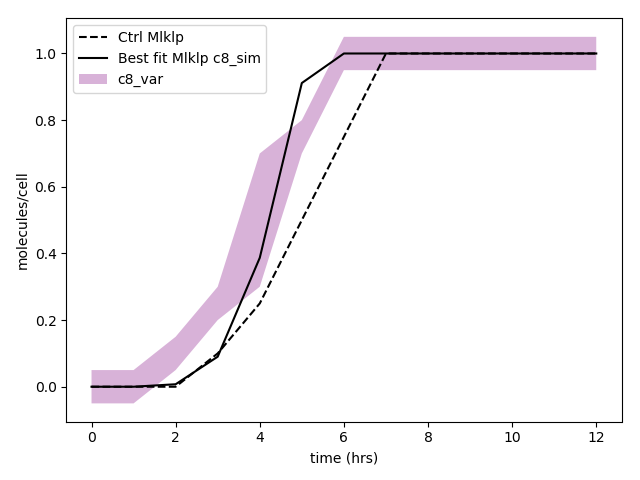 Ctrl Mlklp
Best fit Mlklp c8_sim
c8_var
1.0
0.8
0.6
0.4
0.2
0.0
molecules/cell
0 2 4 6 8 10 12
time (hrs)